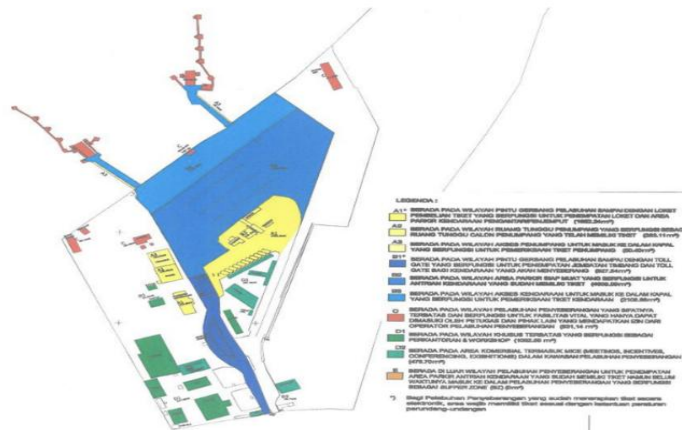 LEGENDA :
A1* BERADA PADA WILAYAH PINTU GERBANG PELABUHAN SAMPAI DENGAN LOKET
PEMBELIAN TIKET YANG BERFUNGSI UNTUK PENEMPATAN LOKET DAN AREA
PARKIR KENDARAAN PENGANTAR/PENJEMPUT
A2 BERADA PADA WILAYAH RUANG TUNGGU PENUMPANG YANG BERFUNGSI SEBAGAI
RUANG TUNGGU CALON PENUMPANG YANG TELAH MEMILIKI TIKET
A3 BERADA PADA WILAYAH AKSES PENUMPANG UNTUK MASUK KE DALAM KAPAL
YANG BERFUNGSI UNTUK PEMERIKSAAN TIKET PENUMPANG
B1* BERADA PADA WILAYAH PINTU GERBANG PELABUHAN SAMPAI DENGAN TOLL
GATE YANG BERFUNGSI UNTUK PENEMPATAN JEMBATAN TIMBANG DAN TOLL
GATE BAGI KENDARAAN YANG AKAN MENYEBERANG
B2 BERADA PADA WILAYAH AREA PARKIR SIAP MUAT YANG BERFUNGSI UNTUK
ANTRIAN KENDARAAN YANG SUDAH MEMILIKI TIKET
B3 BERADA PADA WILAYAH AKSES KENDARAAN UNTUK MASUK KE DALAM KAPAL
YANG BERFUNGSI UNTUK PEMERIKSAAN TIKET KENDARAAN
C BERADA PADA WILAYAH PELABUHAN PENYEBERANGAN YANG SIFATNYA
TERBATAS DAN BERFUNGSI UNTUK FASILITAS VITAL YANG HANYA DAPAT
DIMASUKI OLEH PETUGAS DAN PIHAK LAIN YANG MENDAPATKAN IZIN DARI
OPERATOR PELABUHAN PENYEBERANGAN
D1 BERADA PADA WILAYAH KHUSUS TERBATAS YANG BERFUNGSI SEBAGAI
PERKANTORAN & WORKSHOP
D2 BERADA PADA AREA KOMERSIAL TERMASUK MICE (MEETINGS, INCENTIVES,
CONFERENCING, EXHIBITIONS) DALAM KAWASAN PELABUHAN PENYEBERANGAN
E BERADA DI LUAR WILAYAH PELABUHAN PENYEBERANGAN UNTUK PENEMPATAN
AREA PARKIR ANTRIAN KENDARAAN YANG SUDAH MEMILIKI TIKET NAMUN BELUM
WAKTUNYA MASUK KE DALAM PELABUHAN PENYEBERANGAN YANG BERFUNGSI
SEBAGAI BUFFER ZONE (BZ)
*) Bagi Pelabuhan Penyeberangan yang sudah menerapkan tiket secara
elektronik, area wajib memiliki tiket sesuai dengan ketentuan peraturan
perundang-undangan